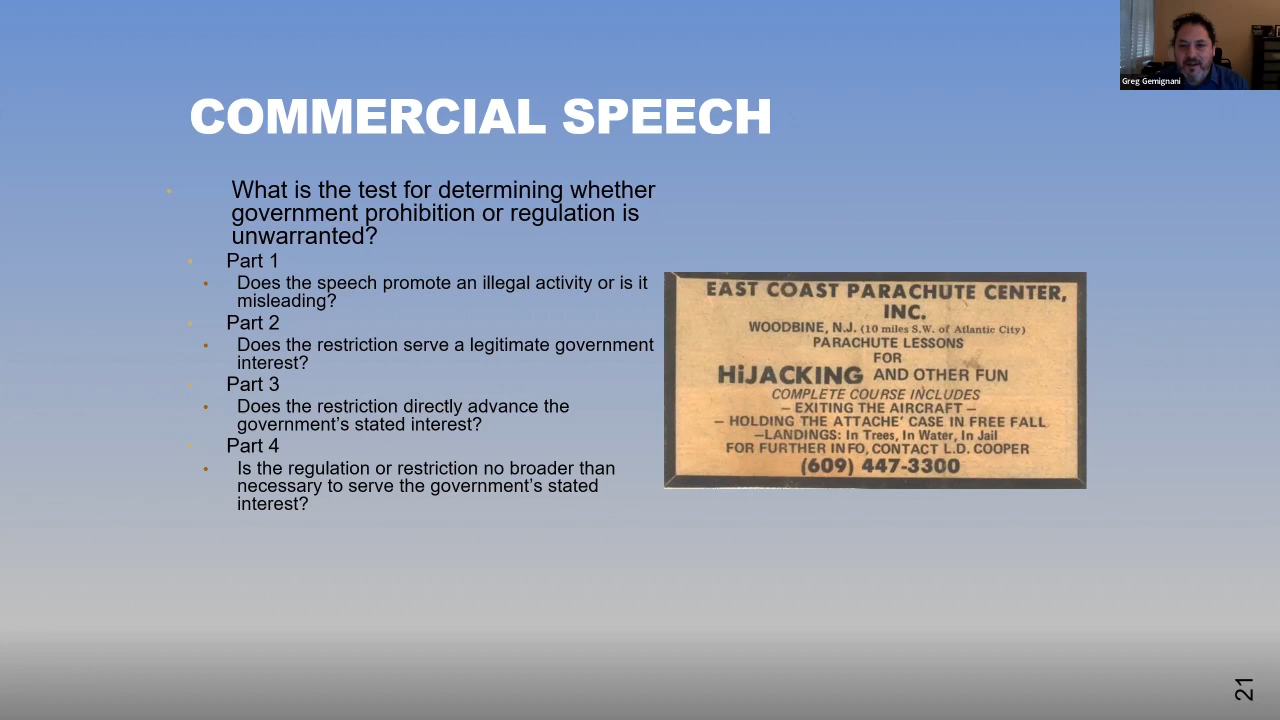 Greg Gemignani
COMMERCIAL SPEECH
What is the test for determining whether
government prohibition or regulation is
unwarranted?
Part 1
Does the speech promote an illegal activity or is it
misleading?
Part 2
Does the restriction serve a legitimate government
interest?
Part 3
Does the restriction directly advance the
government's stated interest?
Part 4
Is the regulation or restriction no broader than
necessary to serve the government's stated
interest?
EAST COAST PARACHUTE CENTER,
INC.
WOODBINE, N.J. (10 miles S.W. of Atlantic City)
PARACHUTE LESSONS
FOR
HiJACKING AND OTHER FUN
COMPLETE COURSE INCLUDES
— EXITING THE AIRCRAFT —
— HOLDING THE ATTACHE' CASE IN FREE FALL
—LANDINGS: In Trees, In Water, In Jail
FOR FURTHER INFO, CONTACT L.D. COOPER
(609) 447-3300
21